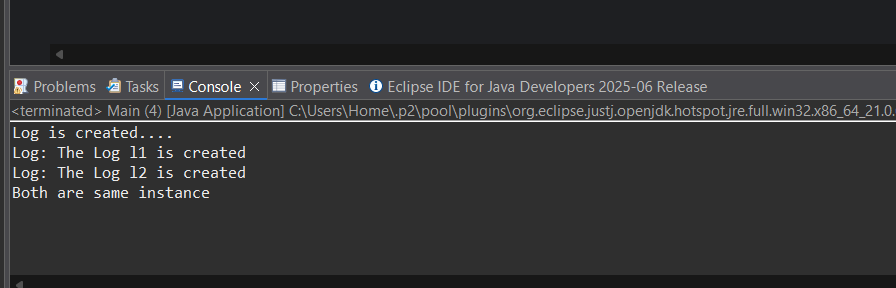 Problems Tasks Console Properties Eclipse IDE for Java Developers 2025-06 Release
<terminated> Main (4) [Java Application] C:\Users\Home\.p2\pool\plugins\org.eclipse.justj.openjdk.hotspot.jre.full.win32.x86_64_21.0.
Log is created....
Log: The Log l1 is created
Log: The Log l2 is created
Both are same instance